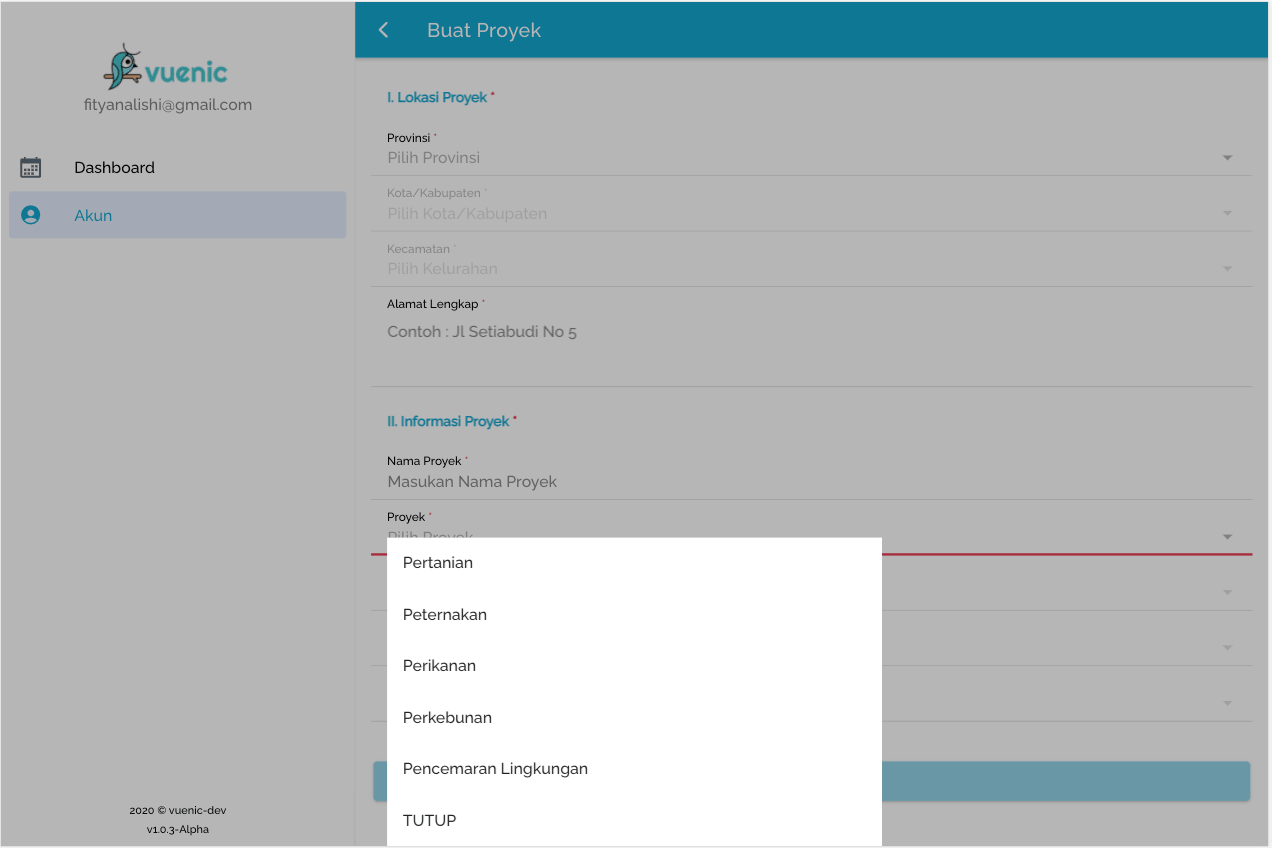 vuenic
fityanalishi@gmail.com
Dashboard
Akun
2020 © vuenic-dev
v1.0.3-Alpha
Buat Proyek
I. Lokasi Proyek *
Provinsi *
Pilih Provinsi
Kota/Kabupaten *
Pilih Kota/Kabupaten
Kecamatan *
Pilih Kelurahan
Alamat Lengkap *
Contoh : Jl Setiabudi No 5
II. Informasi Proyek *
Nama Proyek *
Masukan Nama Proyek
Proyek *
Pilih Proyek
Pertanian
Peternakan
Perikanan
Perkebunan
Pencemaran Lingkungan
TUTUP